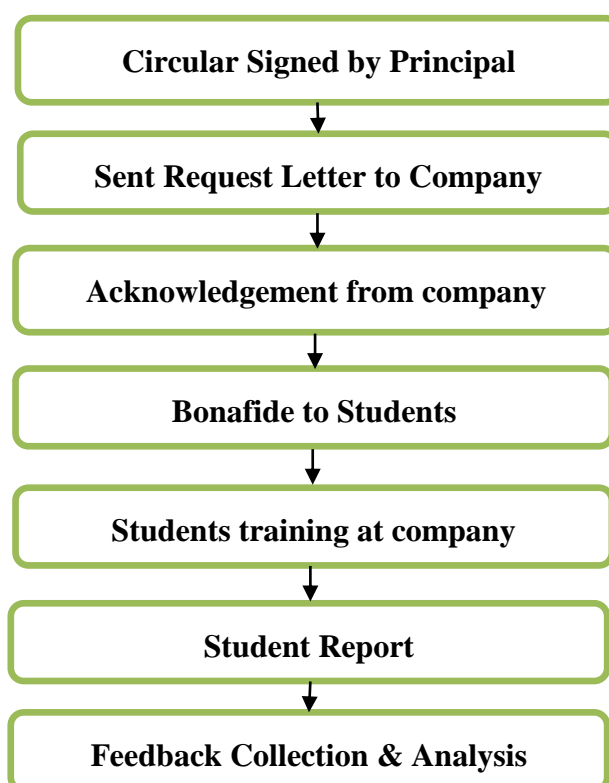 Circular Signed by Principal
Sent Request Letter to Company
Acknowledgement from company
Bonafide to Students
Students training at company
Student Report
Feedback Collection & Analysis